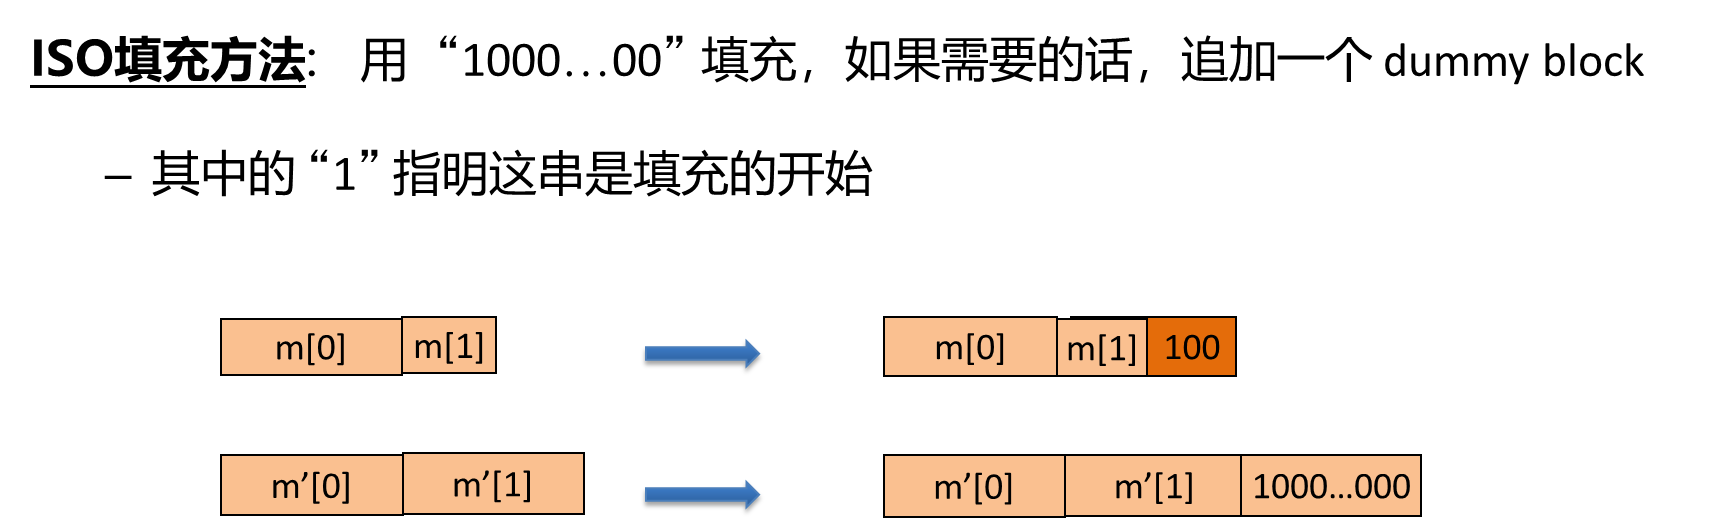 ISO填充方法: 用“1000…00”填充，如果需要的话，追加一个 dummy block
– 其中的“1”指明这串是填充的开始
m[0] m[1] m[0] m[1] 100
m’[0] m’[1] m’[0] m’[1] 1000…000